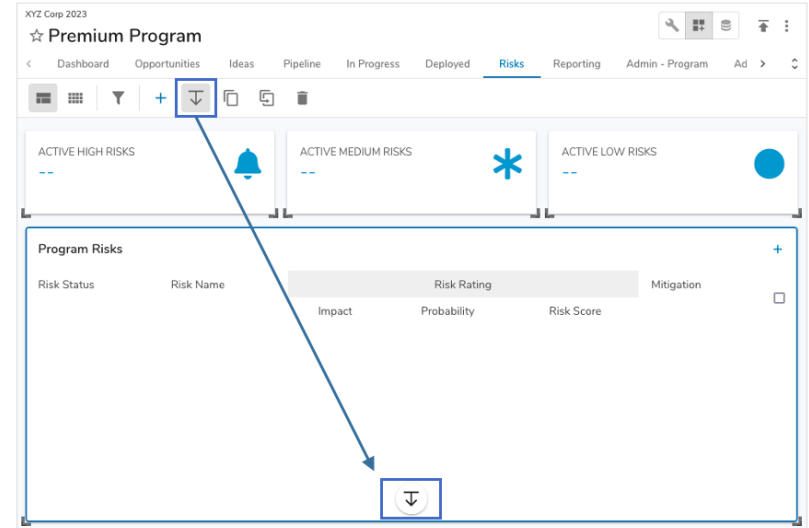 XYZ Corp 2023
Premium Program
Dashboard Opportunities Ideas Pipeline In Progress Deployed Risks Reporting Admin - Program Ad
ACTIVE HIGH RISKS ACTIVE MEDIUM RISKS ACTIVE LOW RISKS
-- -- --
Program Risks
Risk Status Risk Name Risk Rating Mitigation
Impact Probability Risk Score